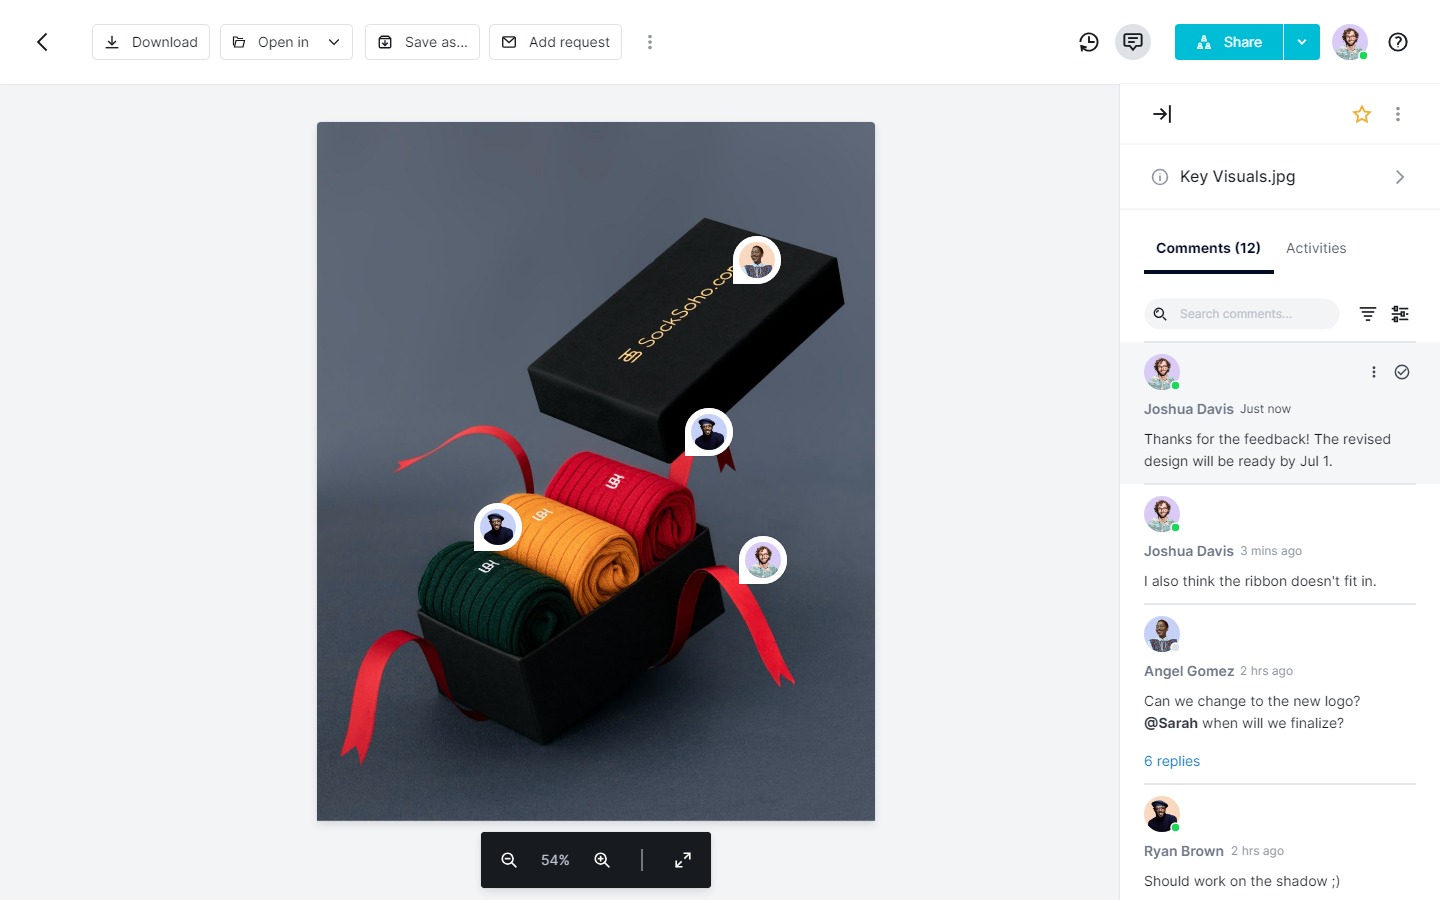 Download
Open in
Save as...
Add request
Share
SockSoho.co
54%
Key Visuals.jpg
Comments (12)
Activities
Search comments...
Joshua Davis Just now
Thanks for the feedback! The revised
design will be ready by Jul 1.
Joshua Davis 3 mins ago
I also think the ribbon doesn't fit in.
Angel Gomez 2 hrs ago
Can we change to the new logo?
@Sarah when will we finalize?
6 replies
Ryan Brown 2 hrs ago
Should work on the shadow ;)